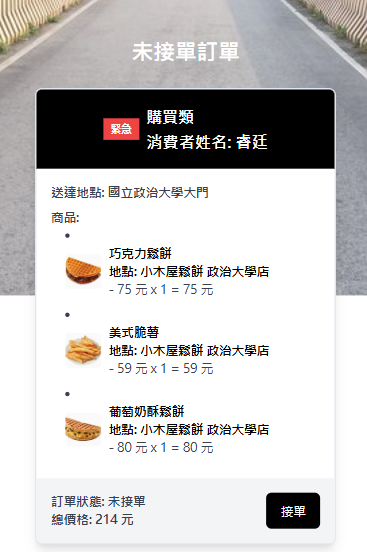 未接單訂單
緊急
購買類
消費者姓名: 睿廷
送達地點: 國立政治大學大門
商品:
巧克力鬆餅
地點: 小木屋鬆餅 政治大學店
- 75 元 x 1 = 75 元
美式脆薯
地點: 小木屋鬆餅 政治大學店
- 59 元 x 1 = 59 元
葡萄奶酥鬆餅
地點: 小木屋鬆餅 政治大學店
- 80 元 x 1 = 80 元
訂單狀態: 未接單
總價格: 214 元
接單